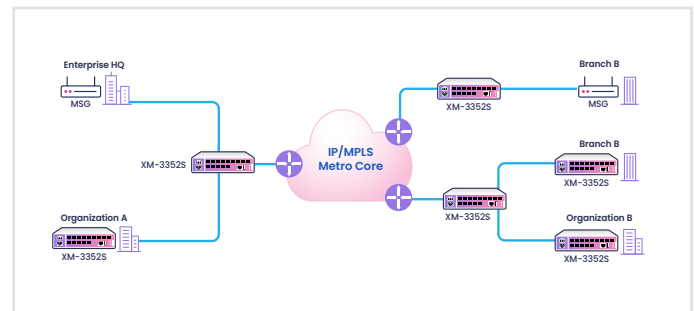 Enterprise HQ
MSG
XM-3352S
Organization A
XM-3352S
IP/MPLS
Metro Core
XM-3352S
Branch B
MSG
Branch B
XM-3352S
XM-3352S
Organization B
XM-3352S